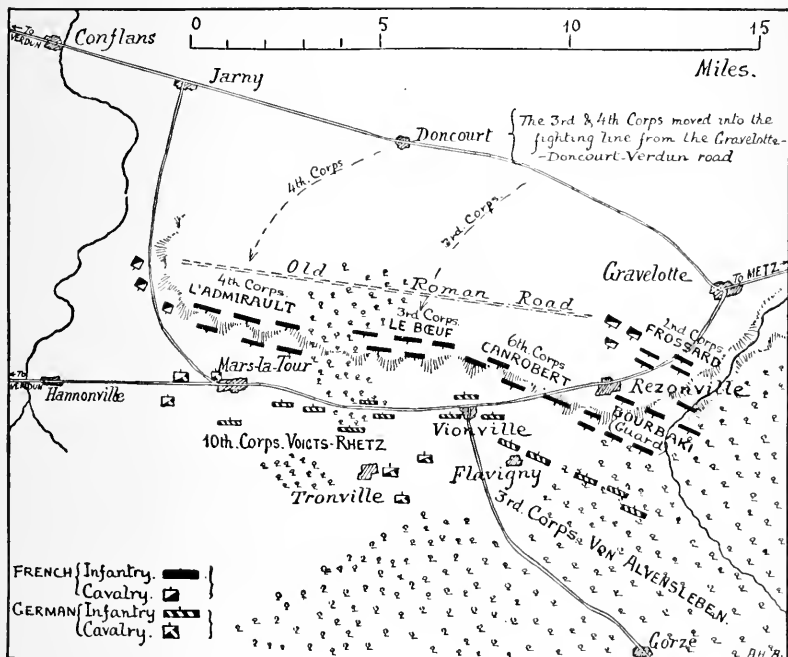 0 5 10 15
Miles.
← TO
VERDUN
Conflans
Jarny
Doncourt
The 3rd & 4th Corps moved into the
fighting line from the Gravelotte-
-Doncourt-Verdun road
4th. Corps
3rd. Corps
Gravelotte
TO METZ
Old Roman Road
4th Corps.
L'ADMIRAULT
3rd Corps.
LE BŒUF
6th Corps
CANROBERT
2nd Corps
FROSSARD
← TO
VERDUN
Hannonville
Mars-la-Tour
Rezonville
BOURBAKI
(Guard)
10th. Corps. VOIGTS-RHETZ
Vionville
Flavigny
Tronville
3rd. Corps. VON ALVENSLEBEN.
FRENCH { Infantry.
Cavalry.
GERMAN { Infantry
Cavalry.
Gorze
A.H.B.